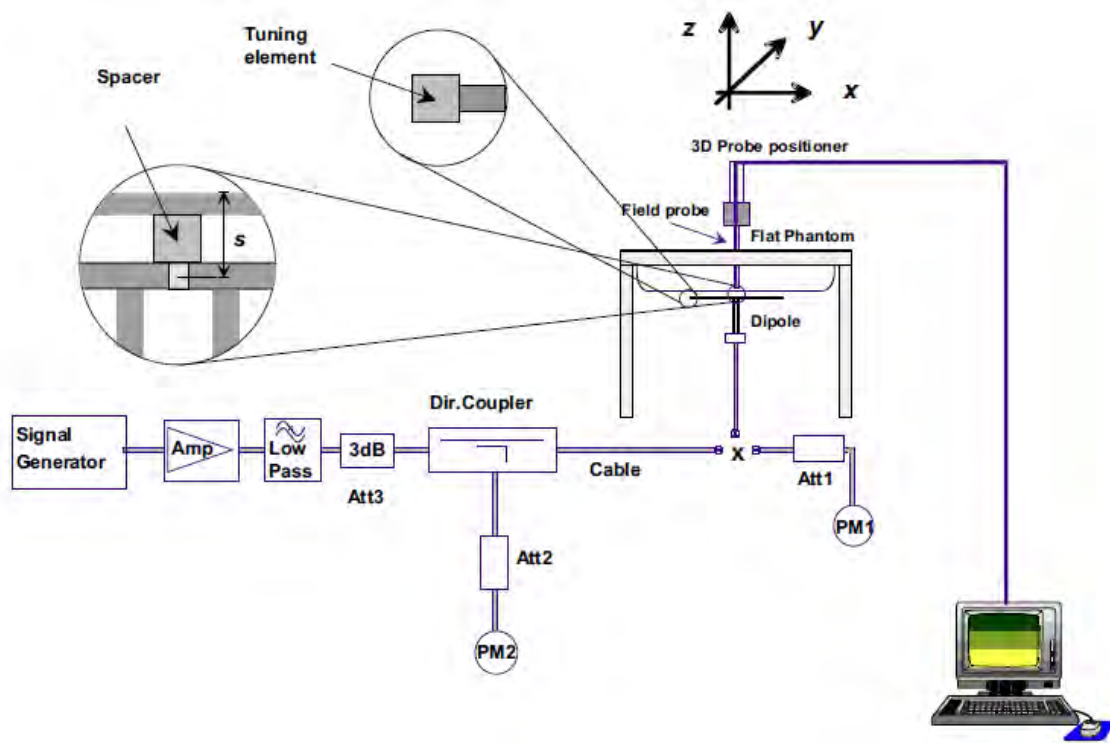 Tuning
element
Spacer
z
y
x
3D Probe positioner
Field probe
Flat Phantom
s
Dipole
Dir.Coupler
Signal
Generator
Amp
Low
Pass
3dB
Att3
Cable
x
Att1
PM1
Att2
PM2